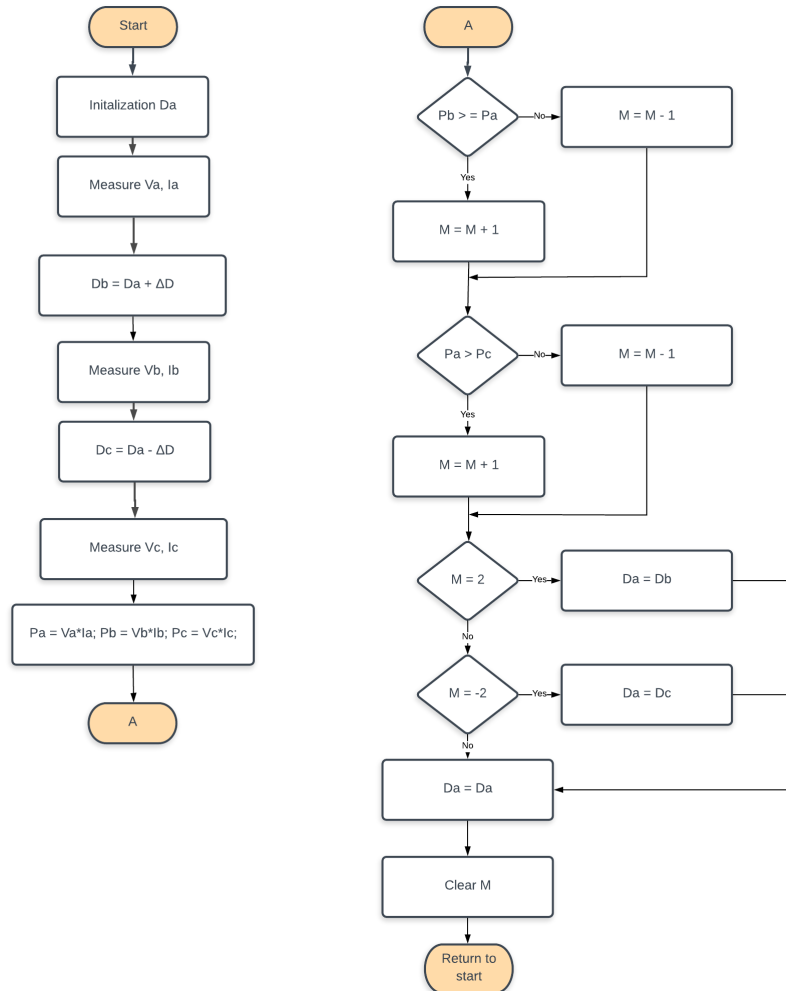 Start
Initalization Da
Measure Va, Ia
Db = Da + ΔD
Measure Vb, Ib
Dc = Da - ΔD
Measure Vc, Ic
Pa = Va*Ia; Pb = Vb*Ib; Pc = Vc*Ic;
A
A
Pb > = Pa
No
M = M - 1
Yes
M = M + 1
Pa > Pc
No
M = M - 1
Yes
M = M + 1
M = 2
Yes
Da = Db
No
M = -2
Yes
Da = Dc
No
Da = Da
Clear M
Return to
start